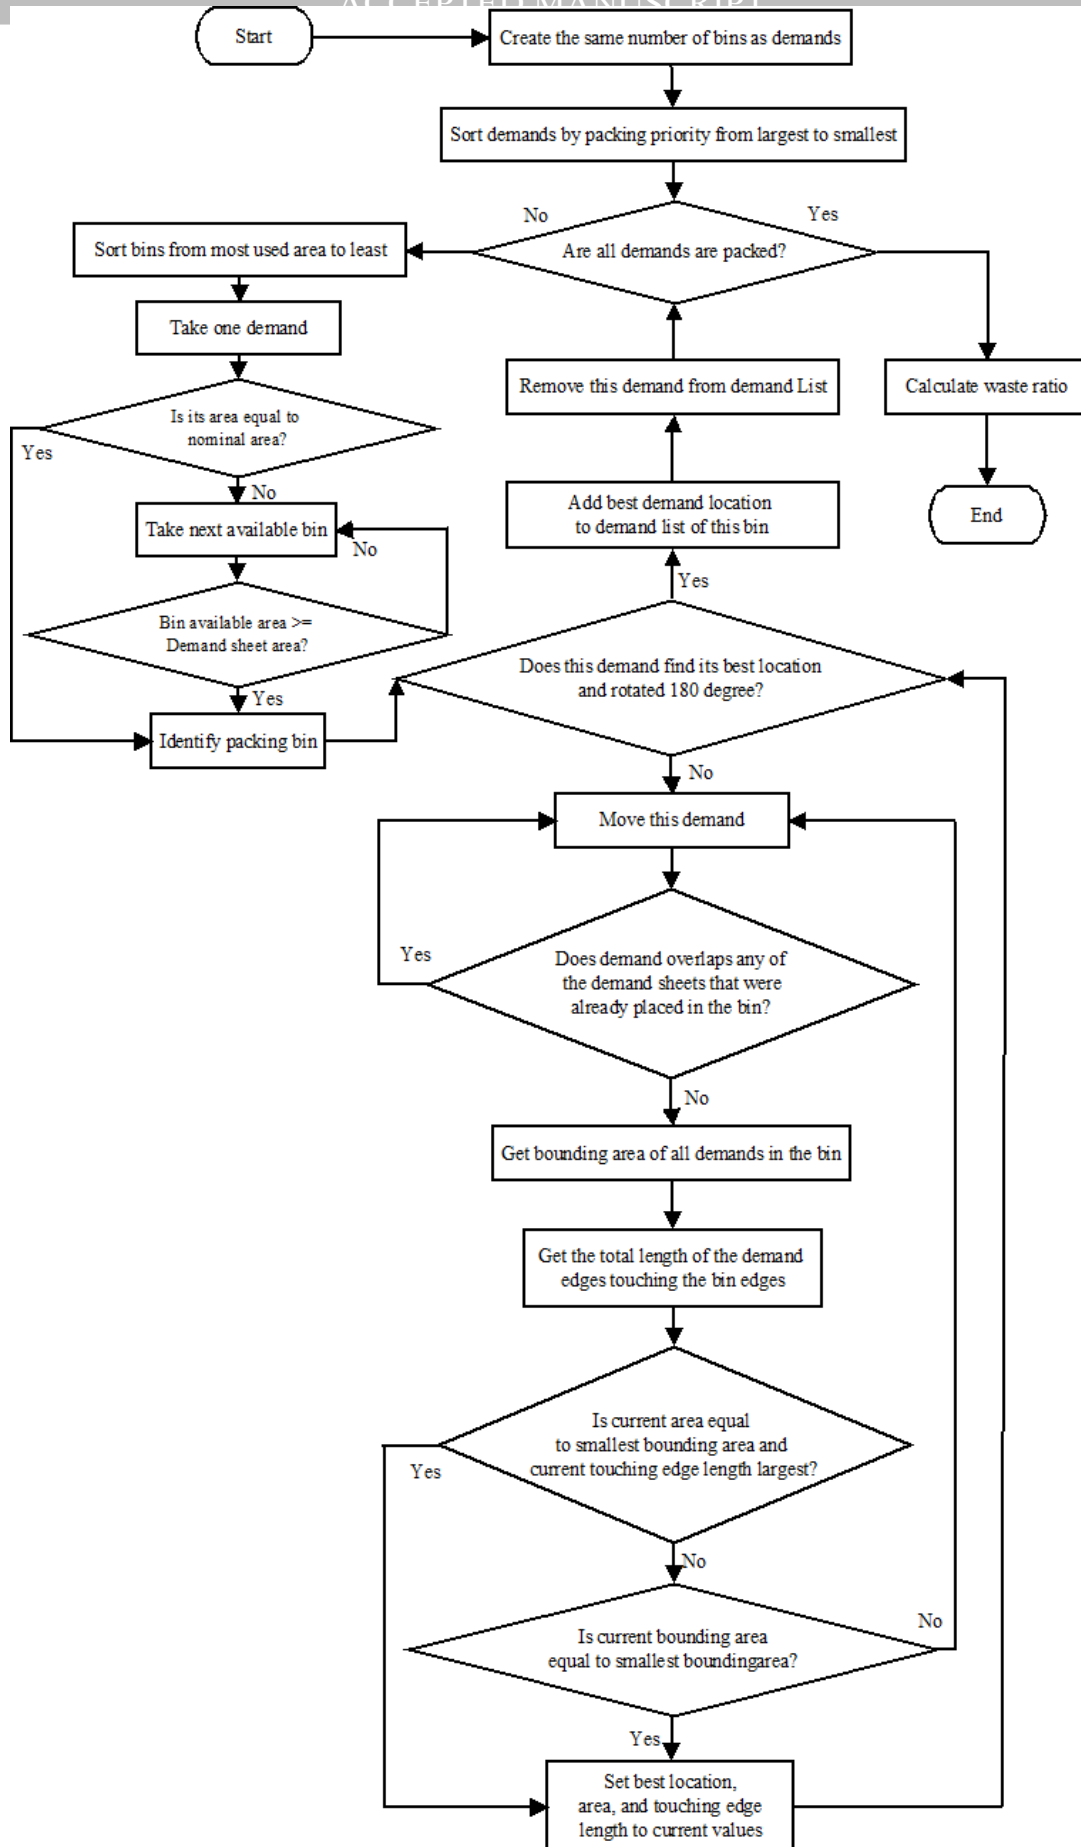 ACCEPTED MANUSCRIPT
Start
Create the same number of bins as demands
Sort demands by packing priority from largest to smallest
No
Yes
Are all demands are packed?
Sort bins from most used area to least
Take one demand
Is its area equal to
nominal area?
Yes
No
Take next available bin
No
Bin available area >=
Demand sheet area?
Yes
Identify packing bin
Remove this demand from demand List
Calculate waste ratio
Add best demand location
to demand list of this bin
End
Yes
Does this demand find its best location
and rotated 180 degree?
No
Move this demand
Yes
Does demand overlaps any of
the demand sheets that were
already placed in the bin?
No
Get bounding area of all demands in the bin
Get the total length of the demand
edges touching the bin edges
Is current area equal
to smallest bounding area and
current touching edge length largest?
Yes
No
No
Is current bounding area
equal to smallest boundingarea?
Yes
Set best location,
area, and touching edge
length to current values